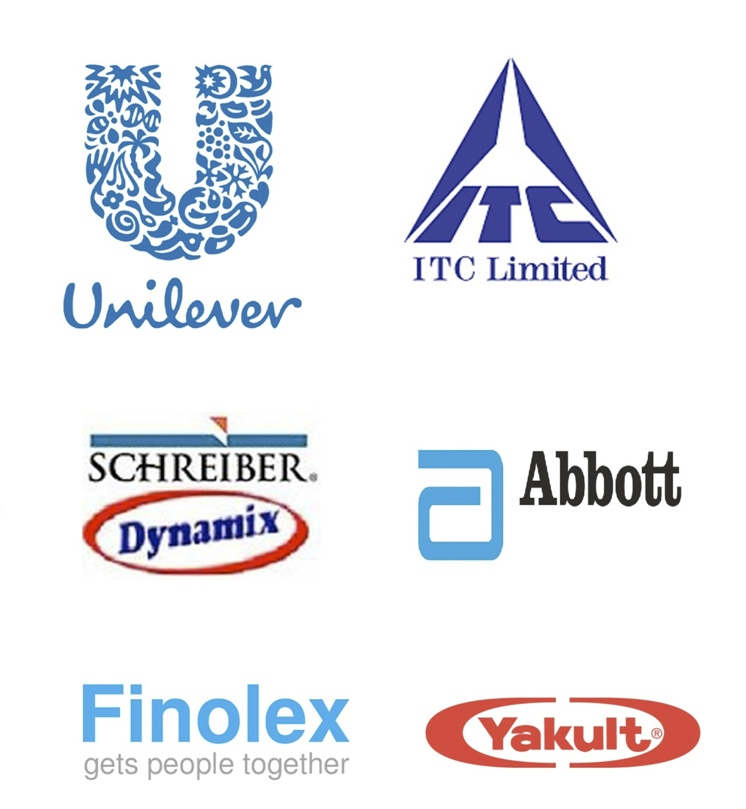 Unilever
ITC
ITC Limited
SCHREIBER®
Dynamix
a Abbott
Finolex
gets people together
Yakult®